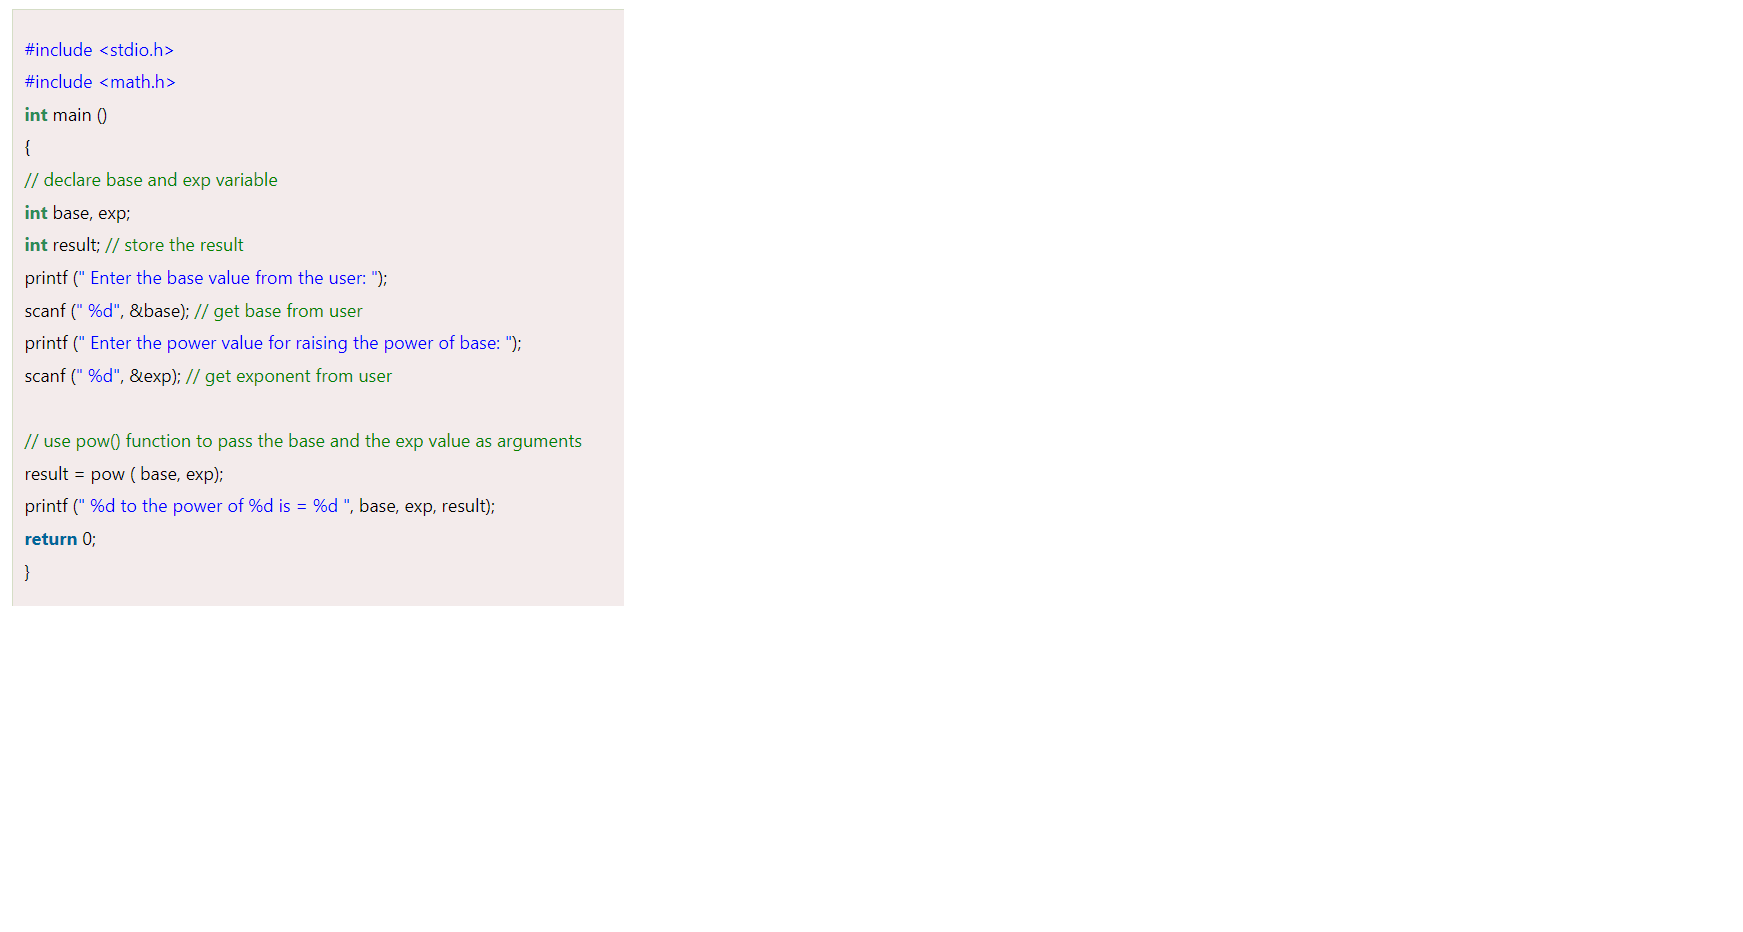 #include <stdio.h>
#include <math.h>
int main ()
{
// declare base and exp variable
int base, exp;
int result; // store the result
printf (" Enter the base value from the user: ");
scanf (" %d", &base); // get base from user
printf (" Enter the power value for raising the power of base: ");
scanf (" %d", &exp); // get exponent from user
// use pow() function to pass the base and the exp value as arguments
result = pow ( base, exp);
printf (" %d to the power of %d is = %d ", base, exp, result);
return 0;
}